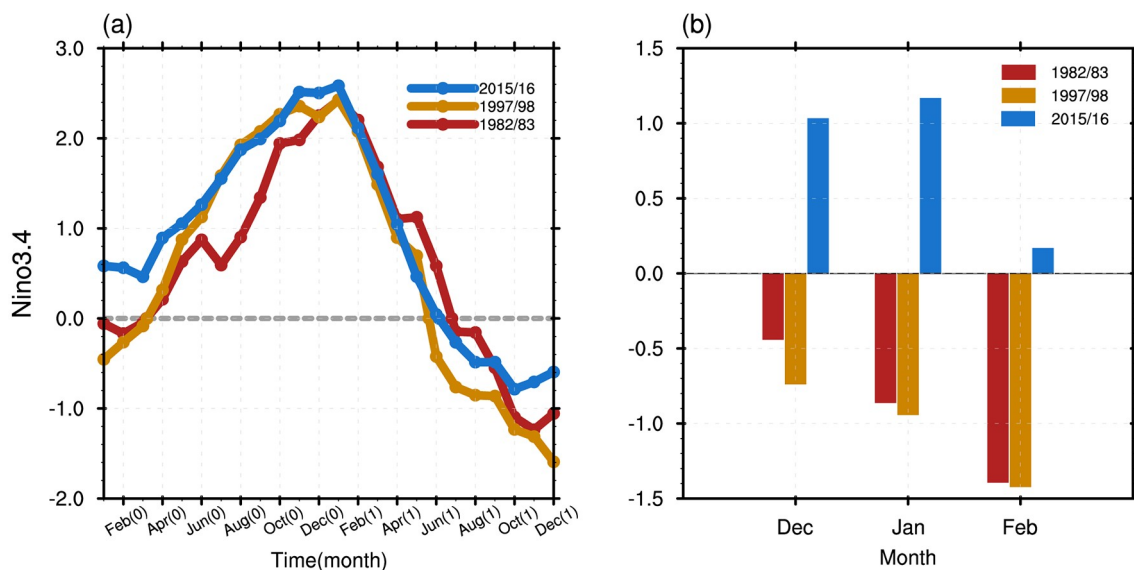 (a)
3.0
2.0
1.0
0.0
-1.0
-2.0
Nino3.4
2015/16
1997/98
1982/83
Feb(0)
Apr(0)
Jun(0)
Aug(0)
Oct(0)
Dec(0)
Feb(1)
Apr(1)
Jun(1)
Aug(1)
Oct(1)
Dec(1)
Time(month)
(b)
1.5
1.0
0.5
0.0
-0.5
-1.0
-1.5
1982/83
1997/98
2015/16
Dec
Jan
Feb
Month